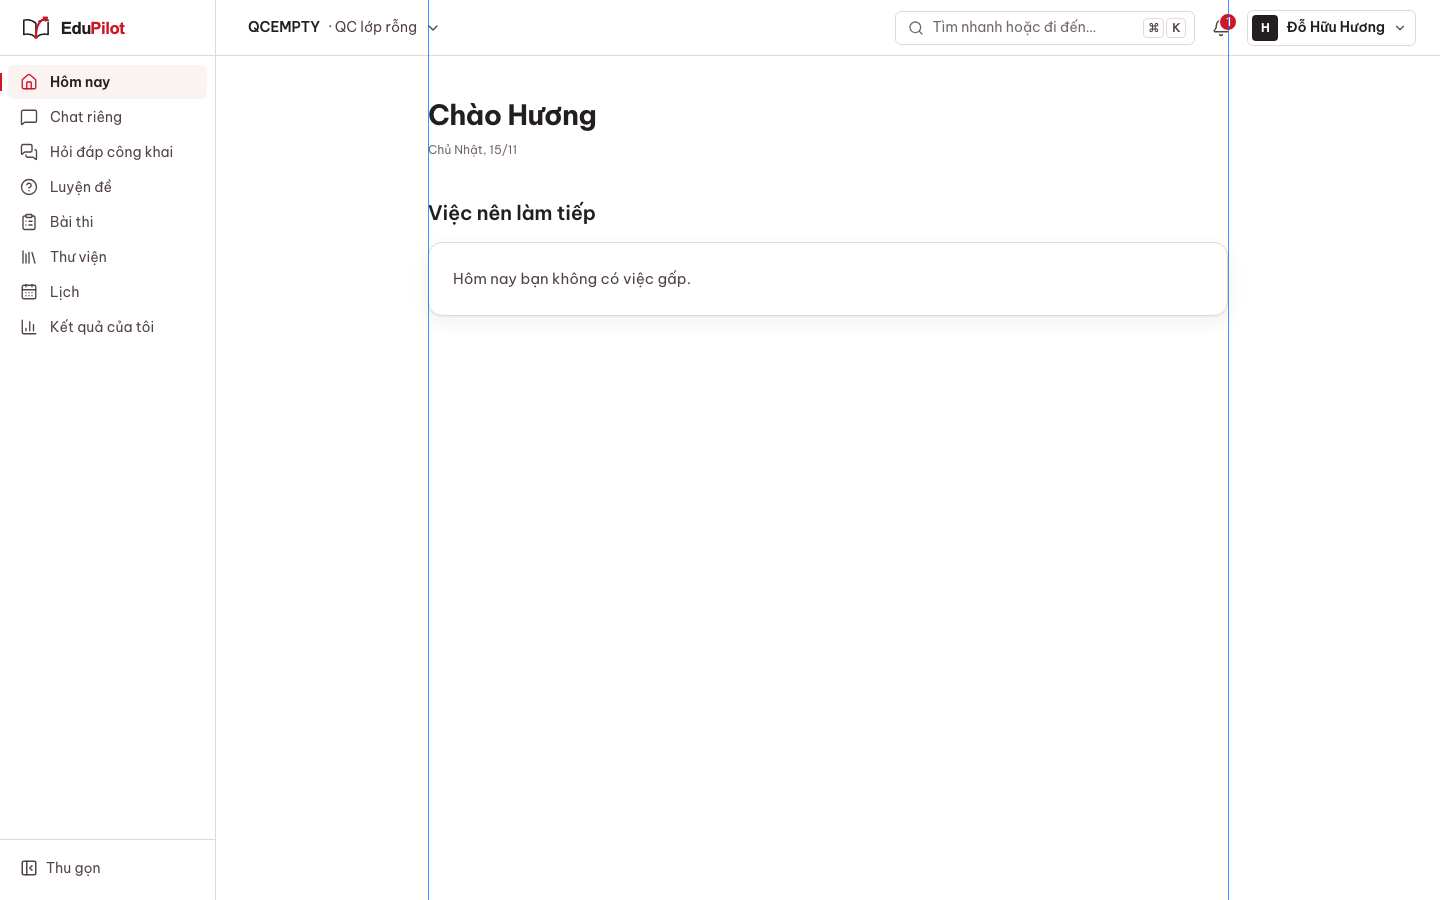 EduPilot
QCEMPTY · QC lớp rỗng
Tìm nhanh hoặc đi đến...
⌘ K
1
H
Đỗ Hữu Hương
Hôm nay
Chat riêng
Hỏi đáp công khai
Luyện đề
Bài thi
Thư viện
Lịch
Kết quả của tôi
Thu gọn
Chào Hương
Chủ Nhật, 15/11
Việc nên làm tiếp
Hôm nay bạn không có việc gấp.